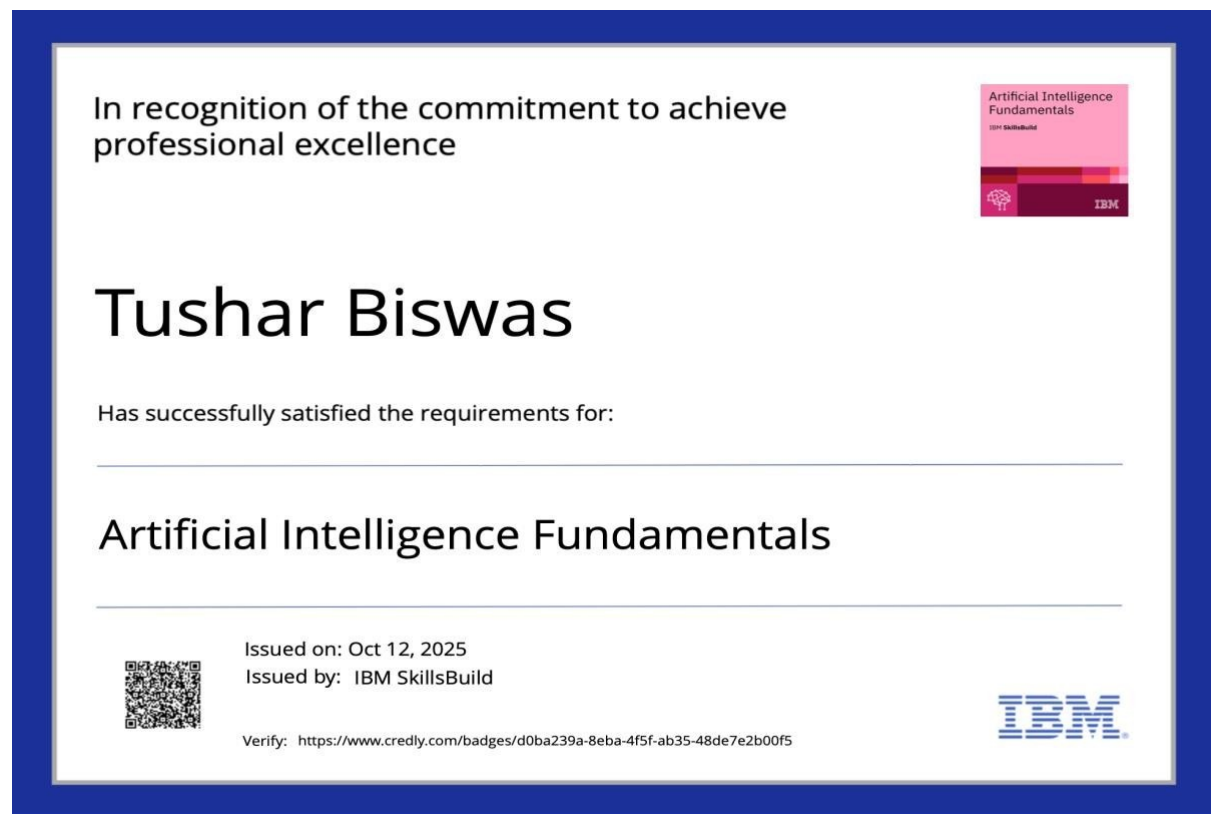 In recognition of the commitment to achieve
professional excellence
Artificial Intelligence
Fundamentals
IBM SkillsBuild
IBM
Tushar Biswas
Has successfully satisfied the requirements for:
Artificial Intelligence Fundamentals
Issued on: Oct 12, 2025
Issued by: IBM SkillsBuild
Verify: https://www.credly.com/badges/d0ba239a-8eba-4f5f-ab35-48de7e2b00f5
IBM.